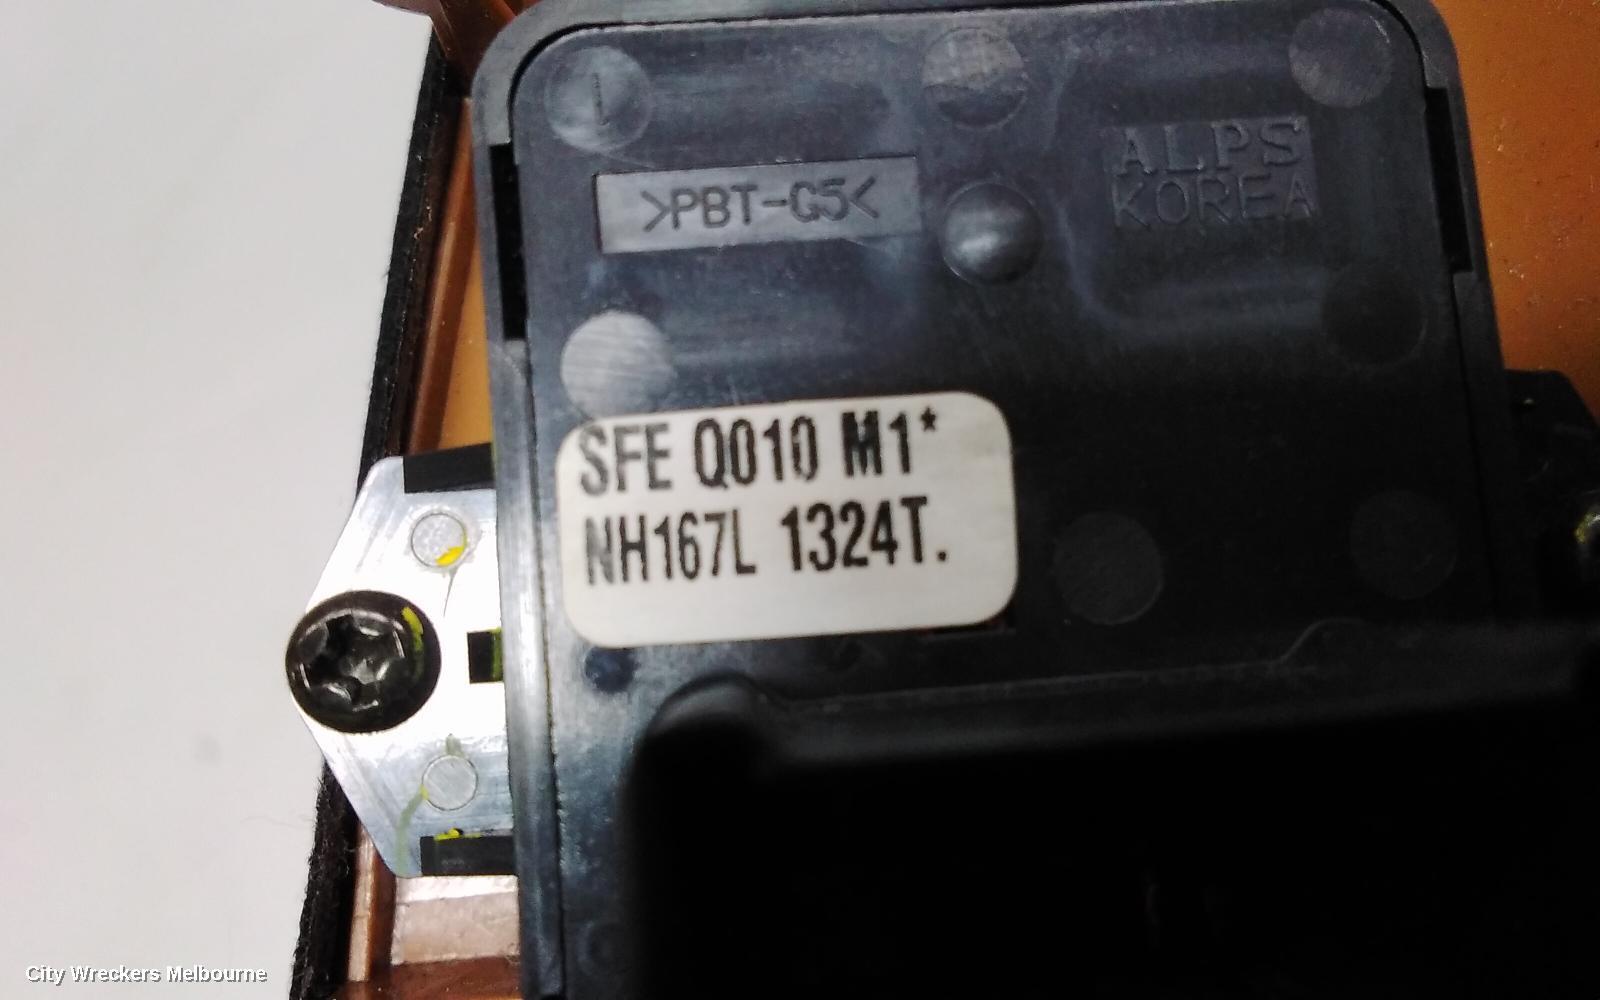 >PBT-G5<
ALPS
KOREA
SFE Q010 M1*
NH167L 1324T.
City Wreckers Melbourne